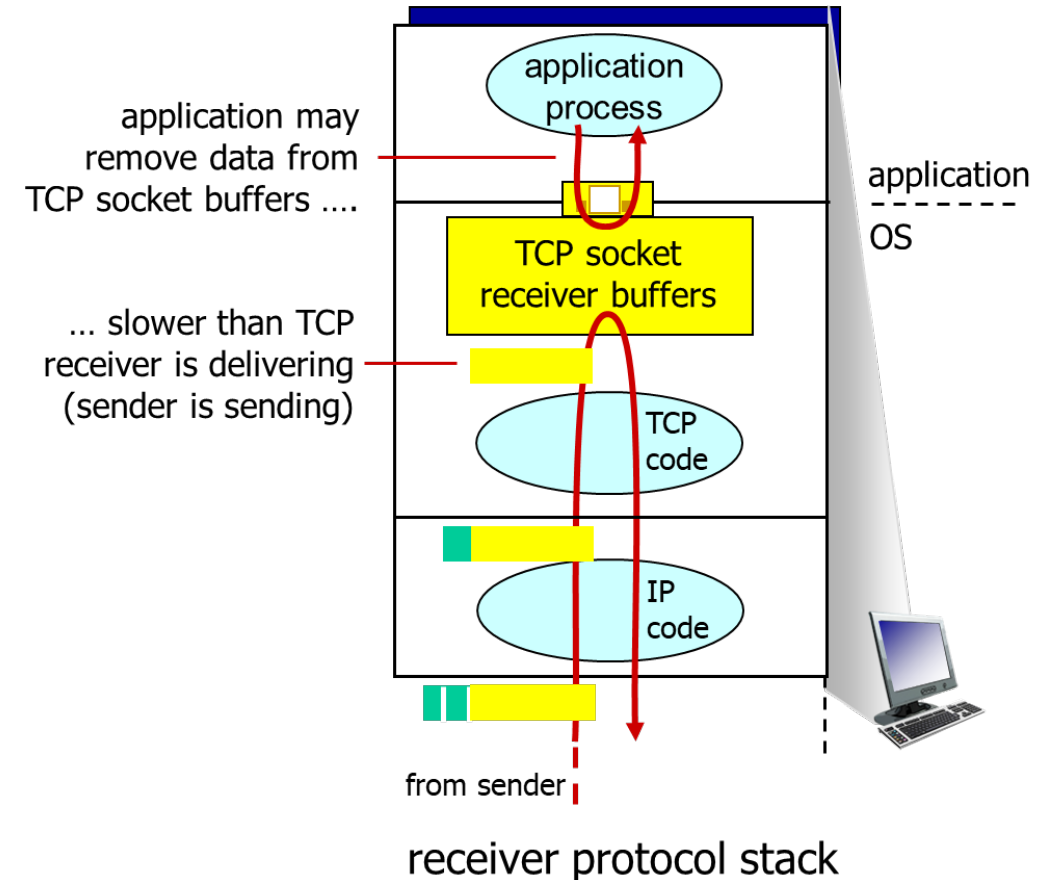 application
process
application may
remove data from
TCP socket buffers ….
application
OS
TCP socket
receiver buffers
… slower than TCP
receiver is delivering
(sender is sending)
TCP
code
IP
code
from sender
receiver protocol stack